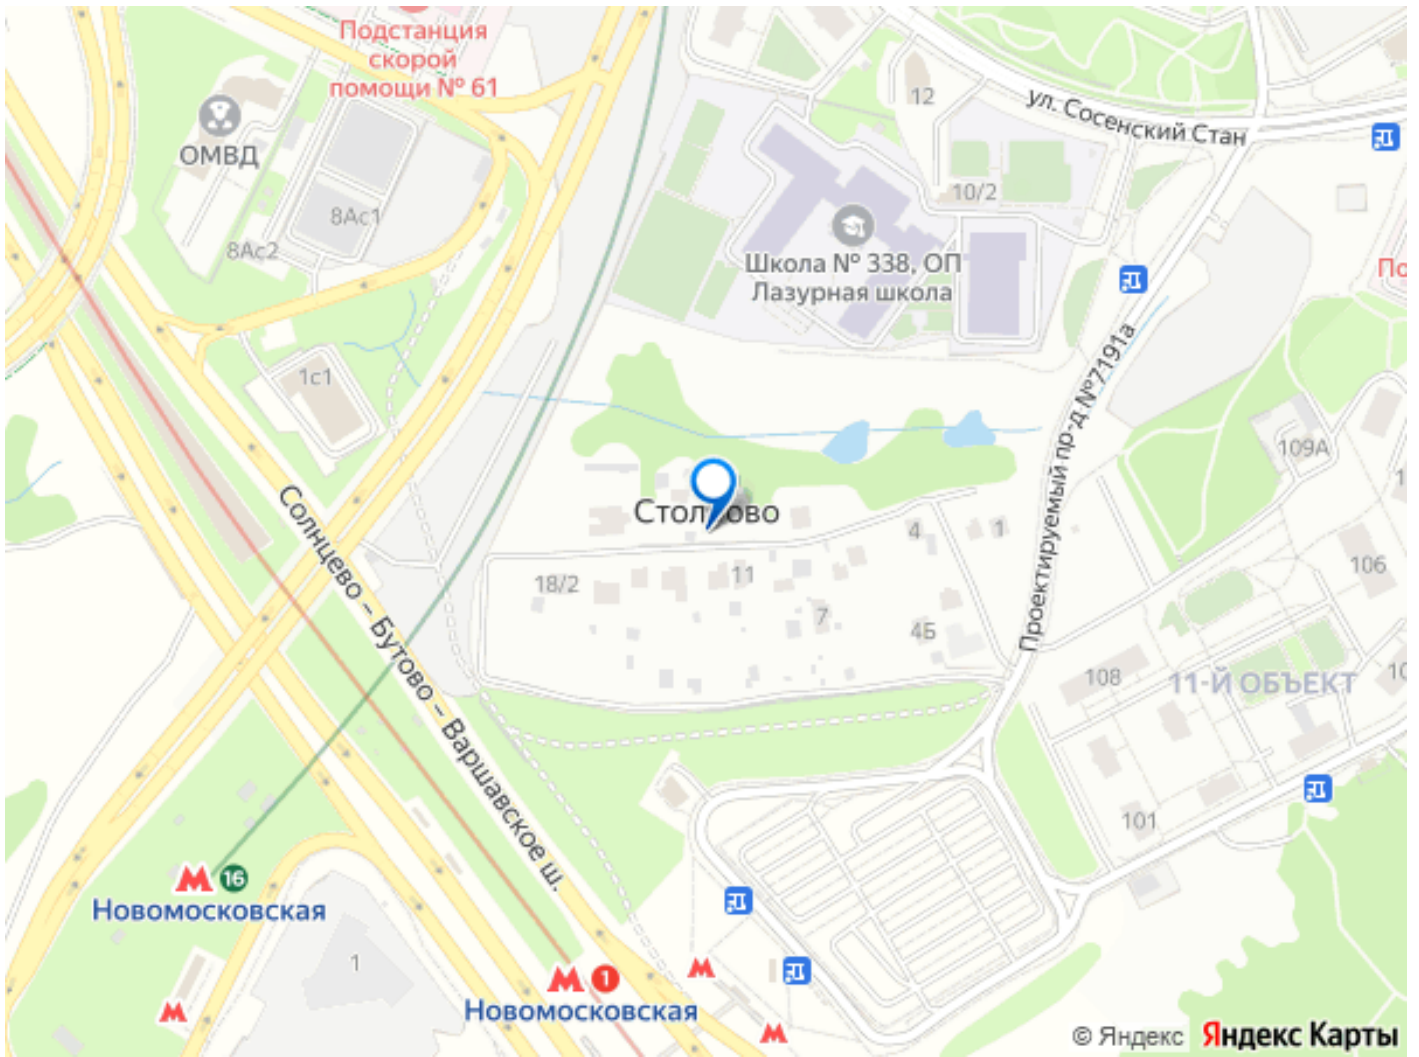 Подстанция
скорой
помощи № 61
ОМВД
12
ул. Сосенский Стан
10/2
8Ас1
8Ас2
Школа № 338, ОП
Лазурная школа
1с1
Проектируемый пр-д №7191а
109А
Солнцево – Бутово – Варшавское ш.
4
1
18/2
11
7
4Б
106
108
11-Й ОБЪЕКТ
101
16
Новомосковская
1
1
Новомосковская
© Яндекс Яндекс Карты